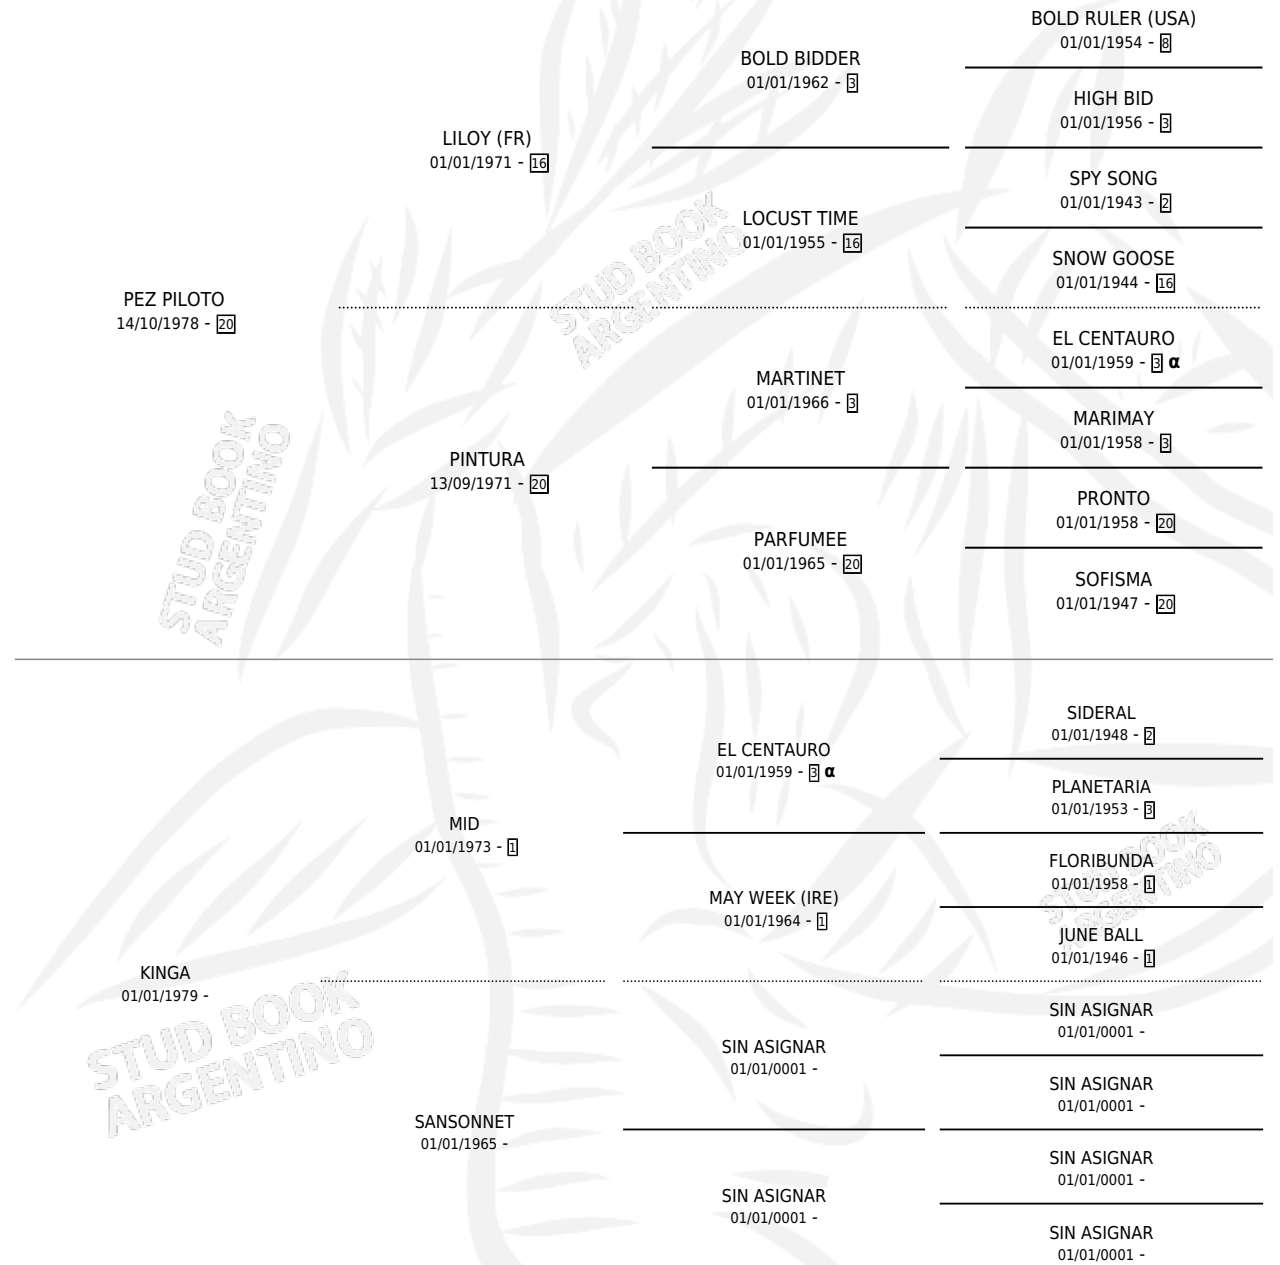 BOLD RULER (USA)
01/01/1954 - 8
BOLD BIDDER
01/01/1962 - 3
HIGH BID
01/01/1956 - 3
LILOY (FR)
01/01/1971 - 16
SPY SONG
01/01/1943 - 2
LOCUST TIME
01/01/1955 - 16
SNOW GOOSE
01/01/1944 - 16
PEZ PILOTO
14/10/1978 - 20
EL CENTAURO
01/01/1959 - 3 α
MARTINET
01/01/1966 - 3
MARIMAY
01/01/1958 - 3
PINTURA
13/09/1971 - 20
PRONTO
01/01/1958 - 20
PARFUMEE
01/01/1965 - 20
SOFISMA
01/01/1947 - 20
SIDERAL
01/01/1948 - 2
EL CENTAURO
01/01/1959 - 3 α
PLANETARIA
01/01/1953 - 3
MID
01/01/1973 - 1
FLORIBUNDA
01/01/1958 - 1
MAY WEEK (IRE)
01/01/1964 - 1
JUNE BALL
01/01/1946 - 1
KINGA
01/01/1979 -
SIN ASIGNAR
01/01/0001 -
SIN ASIGNAR
01/01/0001 -
SIN ASIGNAR
01/01/0001 -
SANSONNET
01/01/1965 -
SIN ASIGNAR
01/01/0001 -
SIN ASIGNAR
01/01/0001 -
SIN ASIGNAR
01/01/0001 -
STUD BOOK
ARGENTINO
STUD BOOK
ARGENTINO
STUD BOOK
ARGENTINO
STUD BOOK
ARGENTINO